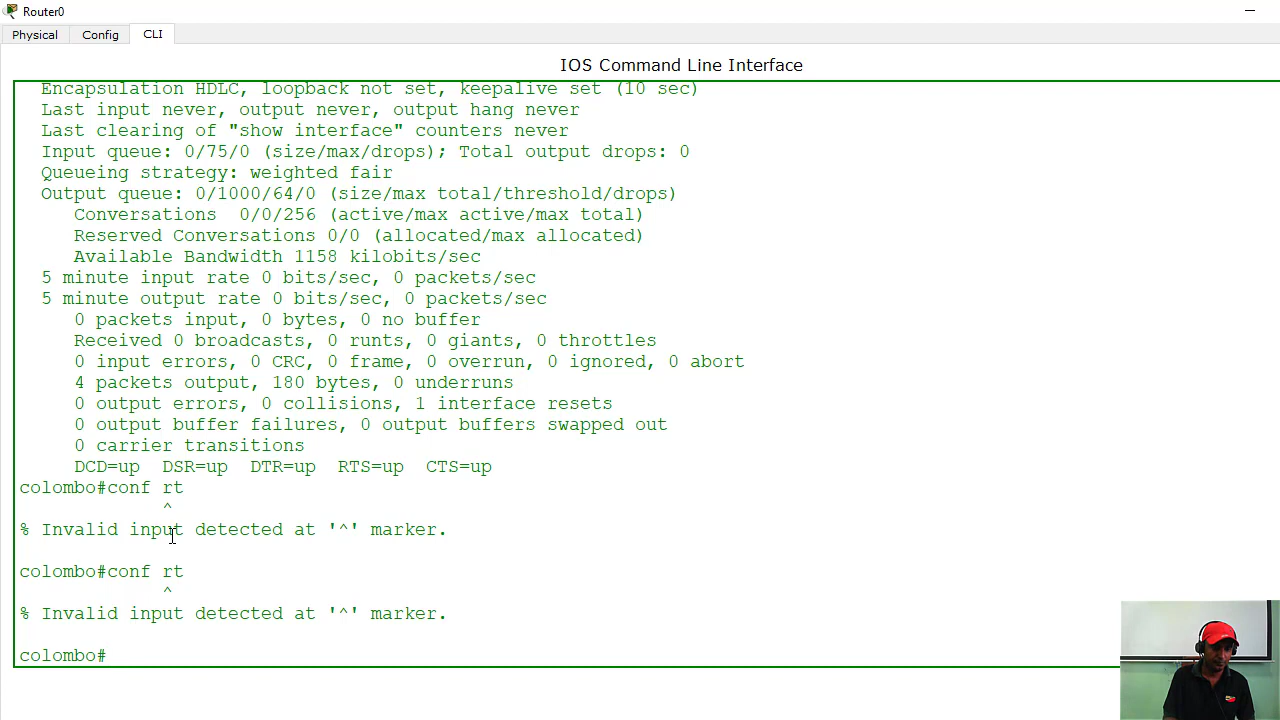 Router0
Physical Config CLI
IOS Command Line Interface
Encapsulation HDLC, loopback not set, keepalive set (10 sec)
Last input never, output never, output hang never
Last clearing of "show interface" counters never
Input queue: 0/75/0 (size/max/drops); Total output drops: 0
Queueing strategy: weighted fair
Output queue: 0/1000/64/0 (size/max total/threshold/drops)
Conversations  0/0/256 (active/max active/max total)
Reserved Conversations 0/0 (allocated/max allocated)
Available Bandwidth 1158 kilobits/sec
5 minute input rate 0 bits/sec, 0 packets/sec
5 minute output rate 0 bits/sec, 0 packets/sec
0 packets input, 0 bytes, 0 no buffer
Received 0 broadcasts, 0 runts, 0 giants, 0 throttles
0 input errors, 0 CRC, 0 frame, 0 overrun, 0 ignored, 0 abort
4 packets output, 180 bytes, 0 underruns
0 output errors, 0 collisions, 1 interface resets
0 output buffer failures, 0 output buffers swapped out
0 carrier transitions
DCD=up  DSR=up  DTR=up  RTS=up  CTS=up
colombo#conf rt
^
% Invalid input detected at '^' marker.
colombo#conf rt
^
% Invalid input detected at '^' marker.
colombo#